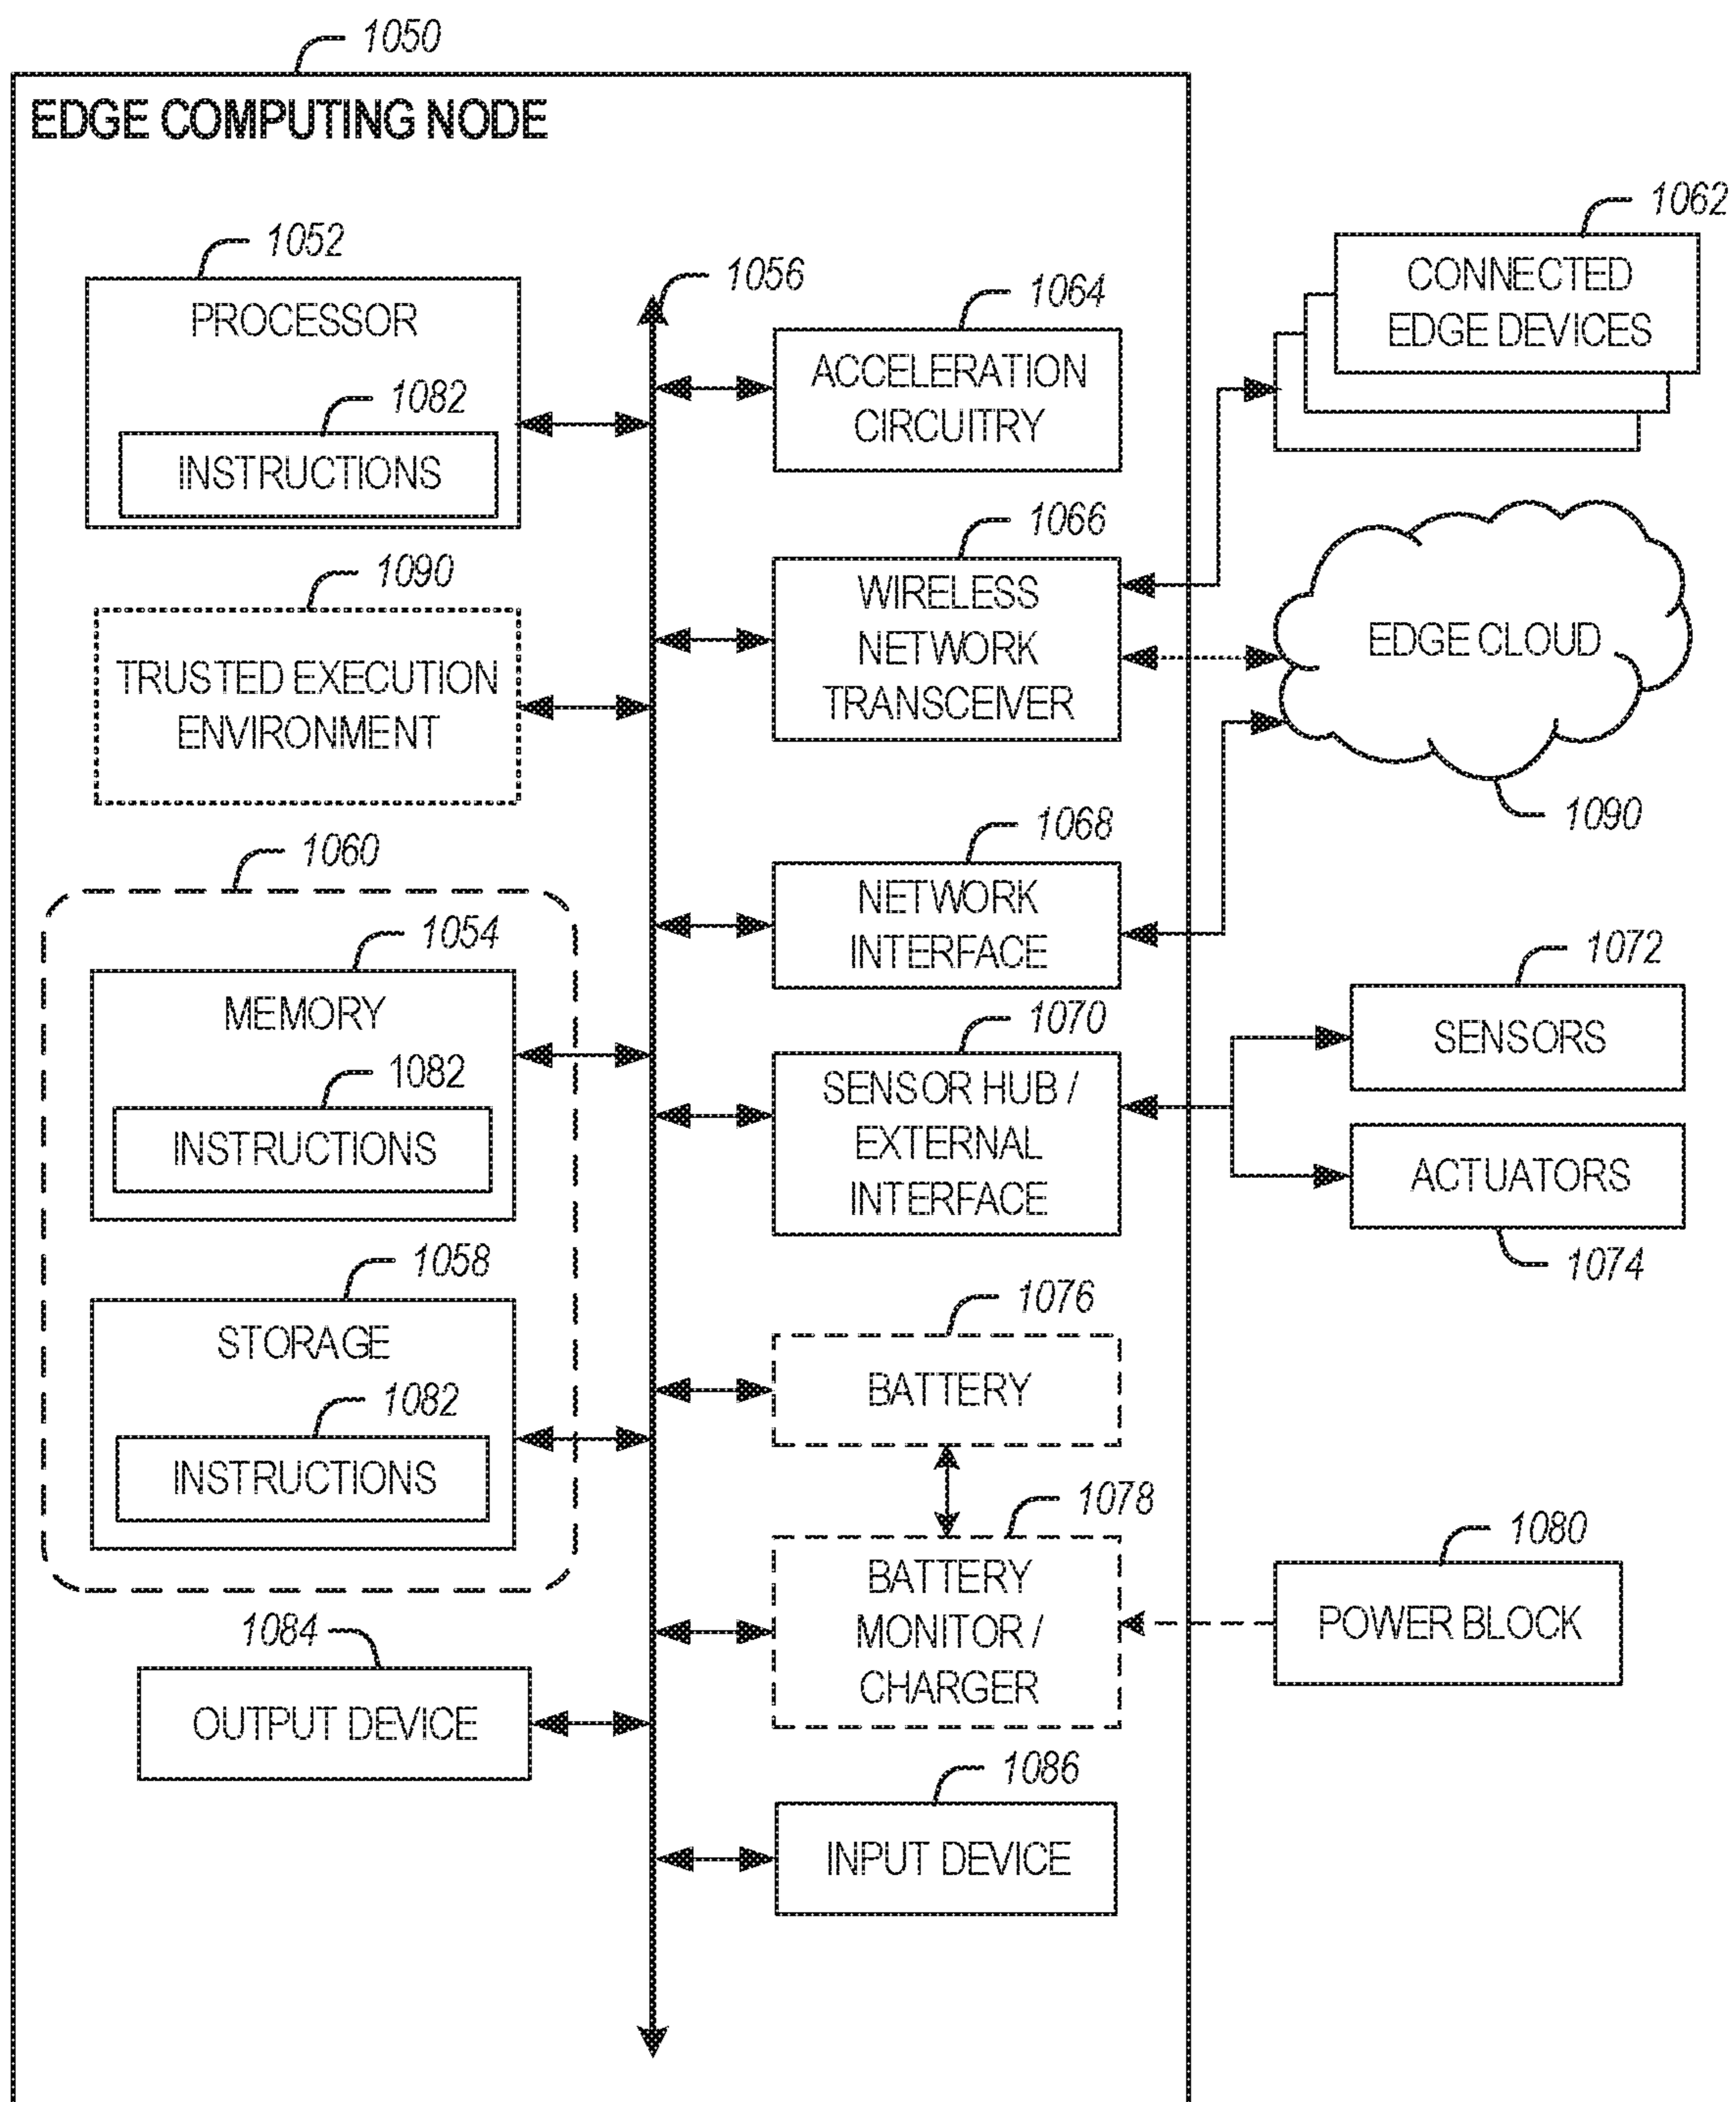 1050
EDGE COMPUTING NODE
1052
PROCESSOR
1082
INSTRUCTIONS
1090
TRUSTED EXECUTION
ENVIRONMENT
1060
1054
MEMORY
1082
INSTRUCTIONS
1058
STORAGE
1082
INSTRUCTIONS
1084
OUTPUT DEVICE
1056
1064
ACCELERATION
CIRCUITRY
1066
WIRELESS
NETWORK
TRANSCEIVER
1068
NETWORK
INTERFACE
1070
SENSOR HUB /
EXTERNAL
INTERFACE
1076
BATTERY
1078
BATTERY
MONITOR /
CHARGER
1086
INPUT DEVICE
1062
CONNECTED
EDGE DEVICES
EDGE CLOUD
1090
1072
SENSORS
ACTUATORS
1074
1080
POWER BLOCK